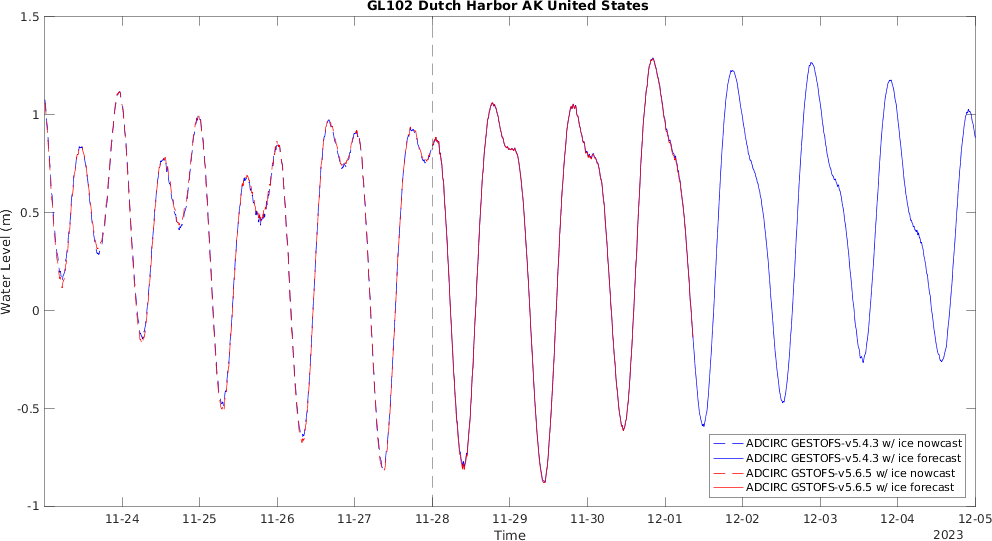 GL102 Dutch Harbor AK United States
1.5
1
0.5
0
-0.5
-1
Water Level (m)
11-24 11-25 11-26 11-27 11-28 11-29 11-30 12-01 12-02 12-03 12-04 12-05
Time
2023
ADCIRC GESTOFS-v5.4.3 w/ ice nowcast
ADCIRC GESTOFS-v5.4.3 w/ ice forecast
ADCIRC GSTOFS-v5.6.5 w/ ice nowcast
ADCIRC GSTOFS-v5.6.5 w/ ice forecast